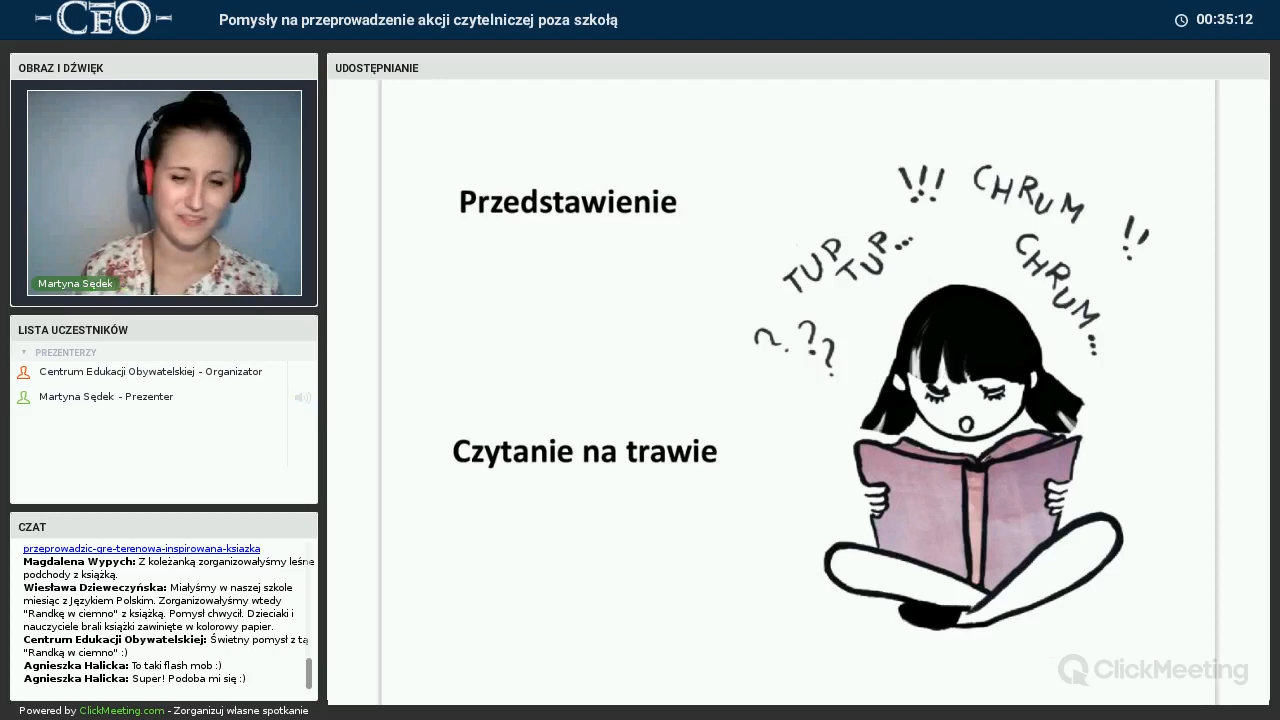 CEO
Pomysły na przeprowadzenie akcji czytelniczej poza szkołą
00:35:12
OBRAZ I DŹWIĘK
Martyna Sędek
LISTA UCZESTNIKÓW
PREZENTERZY
Centrum Edukacji Obywatelskiej - Organizator
Martyna Sędek - Prezenter
CZAT
przeprowadzic-gre-terenowa-inspirowana-ksiazka
Magdalena Wypych: Z koleżanką zorganizowałyśmy leśne
podchody z książką.
Wiesława Dzieweczyńska: Miałyśmy w naszej szkole
miesiąc z Językiem Polskim. Zorganizowałyśmy wtedy
"Randkę w ciemno" z książką. Pomysł chwycił. Dzieciaki i
nauczyciele brali książki zawinięte w kolorowy papier.
Centrum Edukacji Obywatelskiej: Świetny pomysł z tą
"Randką w ciemno" :)
Agnieszka Halicka: To taki flash mob :)
Agnieszka Halicka: Super! Podoba mi się :)
Powered by ClickMeeting.com - Zorganizuj własne spotkanie
UDOSTĘPNIANIE
Przedstawienie
!!! CHRUM !!
TUP TUP...
CHRUM...
?.??
Czytanie na trawie
ClickMeeting